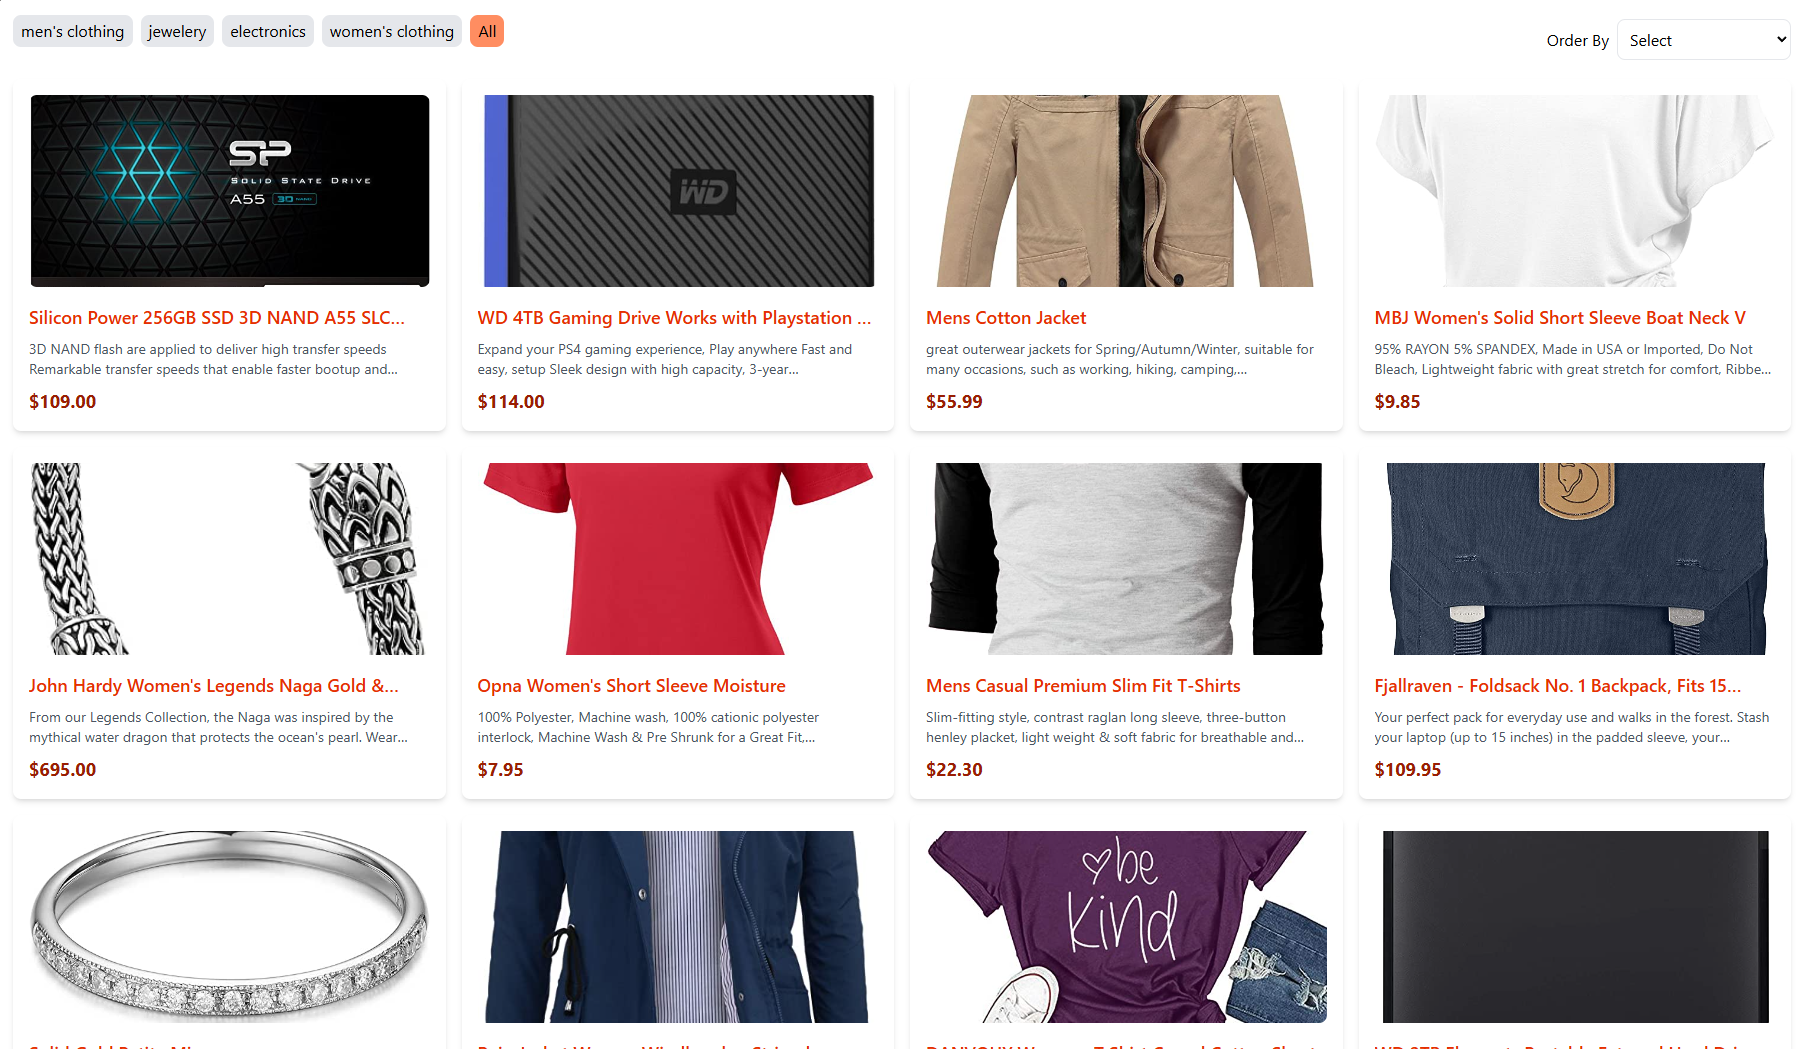 men's clothing
jewelery
electronics
women's clothing
All
Order By
Select
SP
SOLID STATE DRIVE
A55 3D NAND
WD
Silicon Power 256GB SSD 3D NAND A55 SLC...
3D NAND flash are applied to deliver high transfer speeds
Remarkable transfer speeds that enable faster bootup and...
$109.00
WD 4TB Gaming Drive Works with Playstation ...
Expand your PS4 gaming experience, Play anywhere Fast and
easy, setup Sleek design with high capacity, 3-year...
$114.00
Mens Cotton Jacket
great outerwear jackets for Spring/Autumn/Winter, suitable for
many occasions, such as working, hiking, camping,...
$55.99
MBJ Women's Solid Short Sleeve Boat Neck V
95% RAYON 5% SPANDEX, Made in USA or Imported, Do Not
Bleach, Lightweight fabric with great stretch for comfort, Ribbe...
$9.85
John Hardy Women's Legends Naga Gold &...
From our Legends Collection, the Naga was inspired by the
mythical water dragon that protects the ocean's pearl. Wear...
$695.00
Opna Women's Short Sleeve Moisture
100% Polyester, Machine wash, 100% cationic polyester
interlock, Machine Wash & Pre Shrunk for a Great Fit,...
$7.95
Mens Casual Premium Slim Fit T-Shirts
Slim-fitting style, contrast raglan long sleeve, three-button
henley placket, light weight & soft fabric for breathable and...
$22.30
Fjallraven - Foldsack No. 1 Backpack, Fits 15...
Your perfect pack for everyday use and walks in the forest. Stash
your laptop (up to 15 inches) in the padded sleeve, your...
$109.95
be
kind